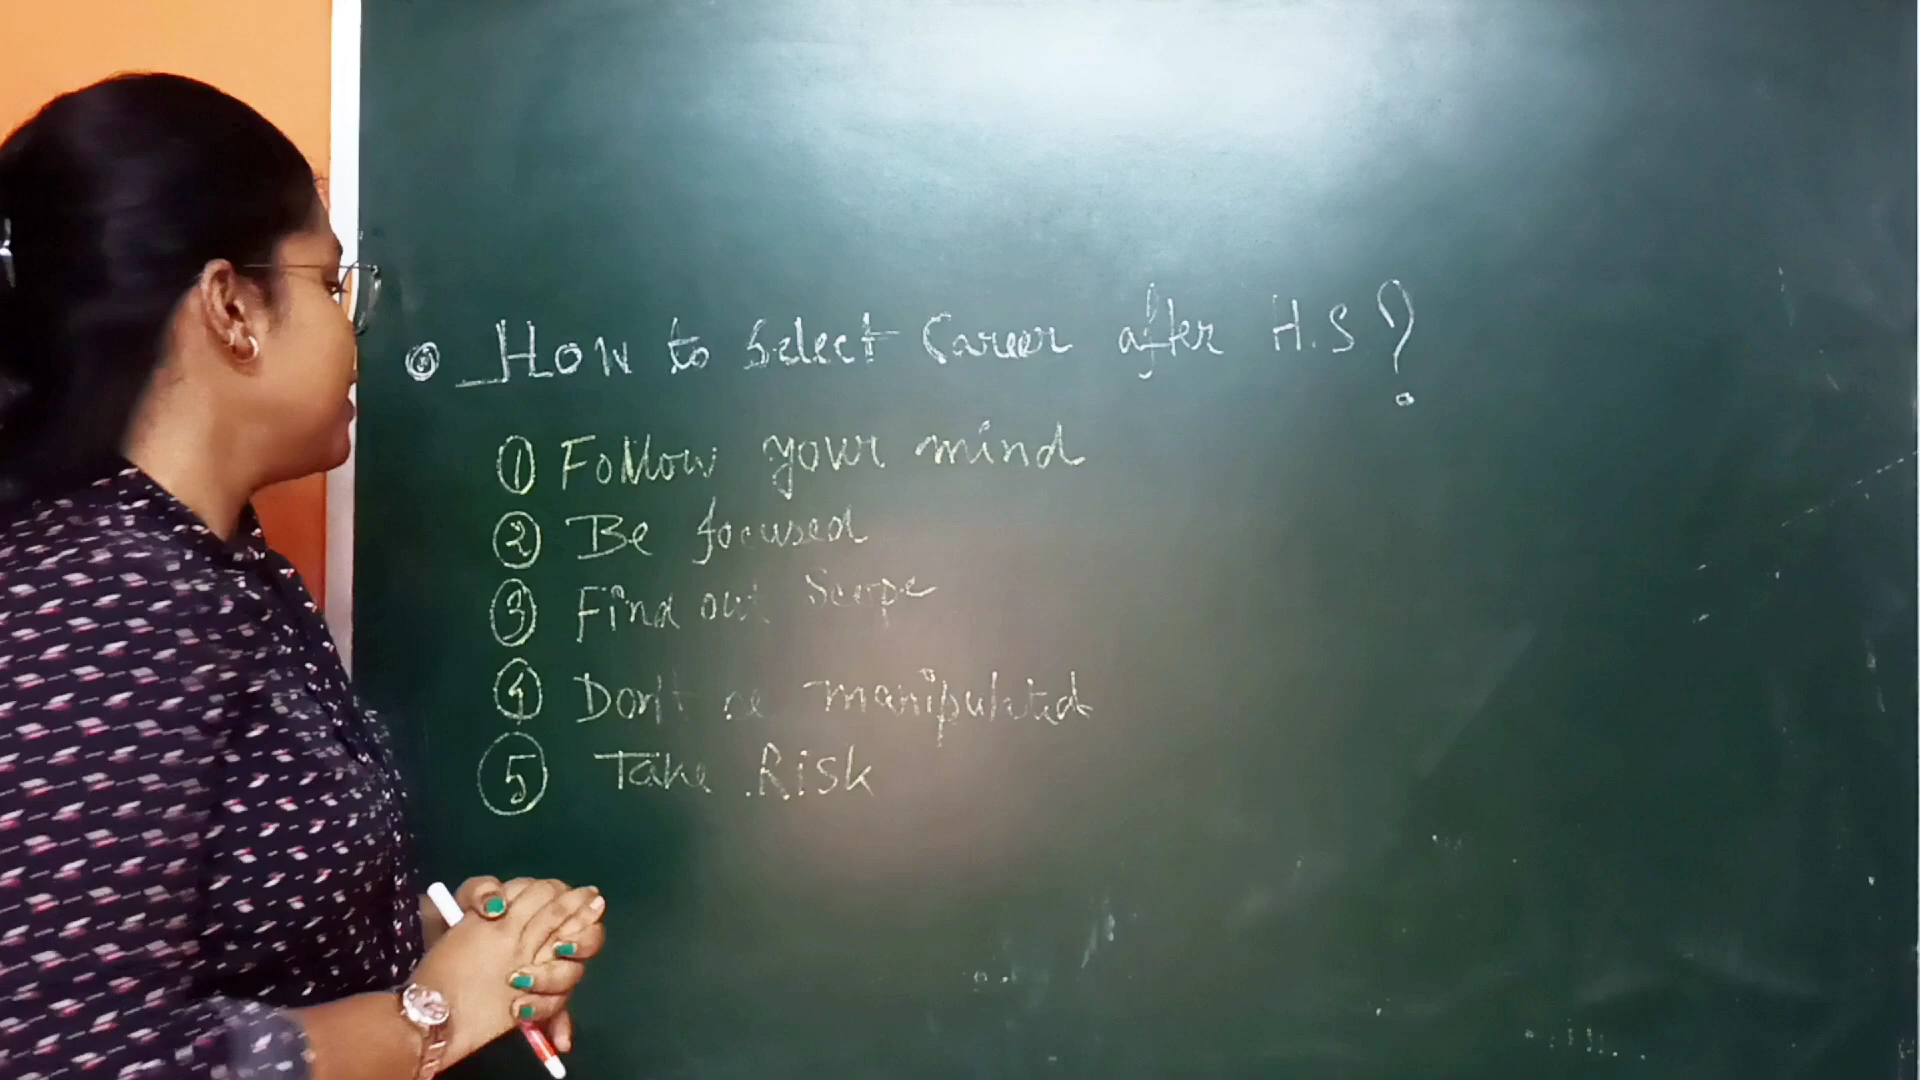 How to Select Career after H.S?
① Follow your mind
② Be focused
③ Find out Scope
④ Don't be manipulated
⑤ Take Risk